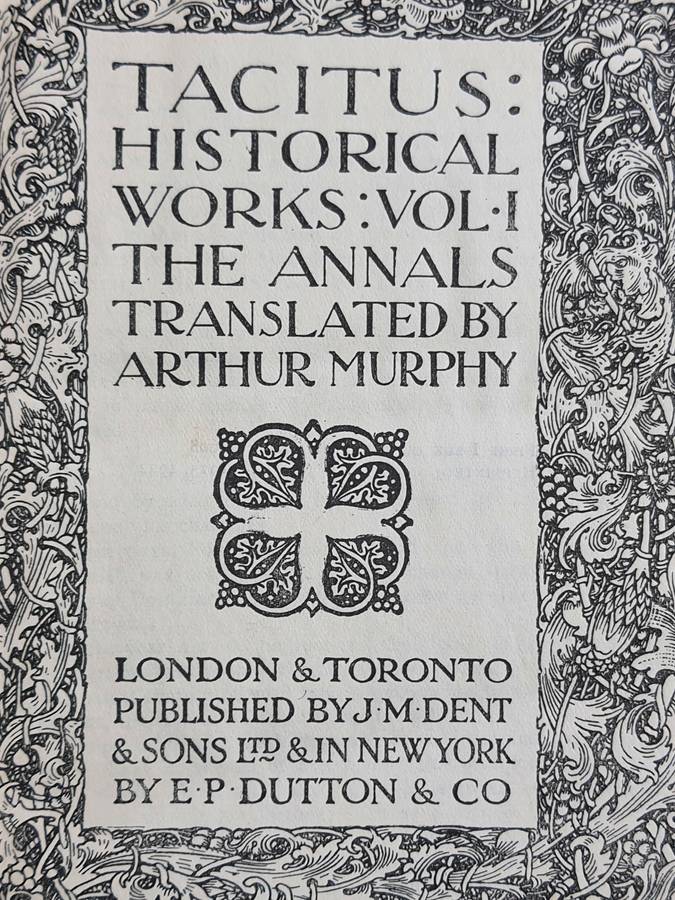 TACITUS:
HISTORICAL
WORKS:VOL·I
THE ANNALS
TRANSLATED BY
ARTHUR MURPHY
LONDON & TORONTO
PUBLISHED BY J·M·DENT
& SONS LTD & IN NEW YORK
BY E·P·DUTTON & CO